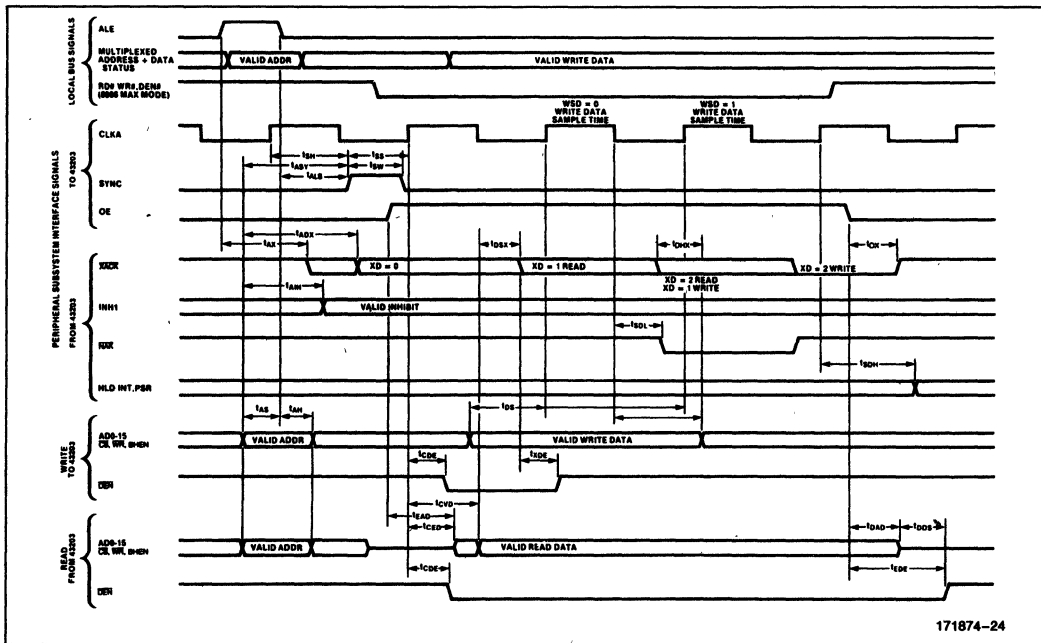 LOCAL BUS SIGNALS
ALE
MULTIPLEXED
ADDRESS + DATA
STATUS
VALID ADDR
VALID WRITE DATA
RD# WR#, DEN#
(8086 MAX MODE)
WSD = 0
WRITE DATA
SAMPLE TIME
WSD = 1
WRITE DATA
SAMPLE TIME
PERIPHERAL SUBSYSTEM INTERFACE SIGNALS
TO 43203
CLKA
tSH
tSS
tASY
tSW
tALS
SYNC
OE
tAX
tADX
tDSX
tDHX
tOX
FROM 43203
XACK
XD = 0
XD = 1 READ
XD = 2 READ
XD = 1 WRITE
XD = 2 WRITE
tAIH
INH1
VALID INHIBIT
tSDL
NAK
tSDH
HLD INT, PSR
tAS
tAH
tDS
WRITE
TO 43203
AD0-15
CS, WR, BHEN
VALID ADDR
VALID WRITE DATA
tCDE
tXDE
DEN
tCVD
tEAD
tCED
tDAD
tDDS
READ
FROM 43203
AD0-15
CS, WR, BHEN
VALID ADDR
VALID READ DATA
tCDE
tEDE
DEN
171874-24